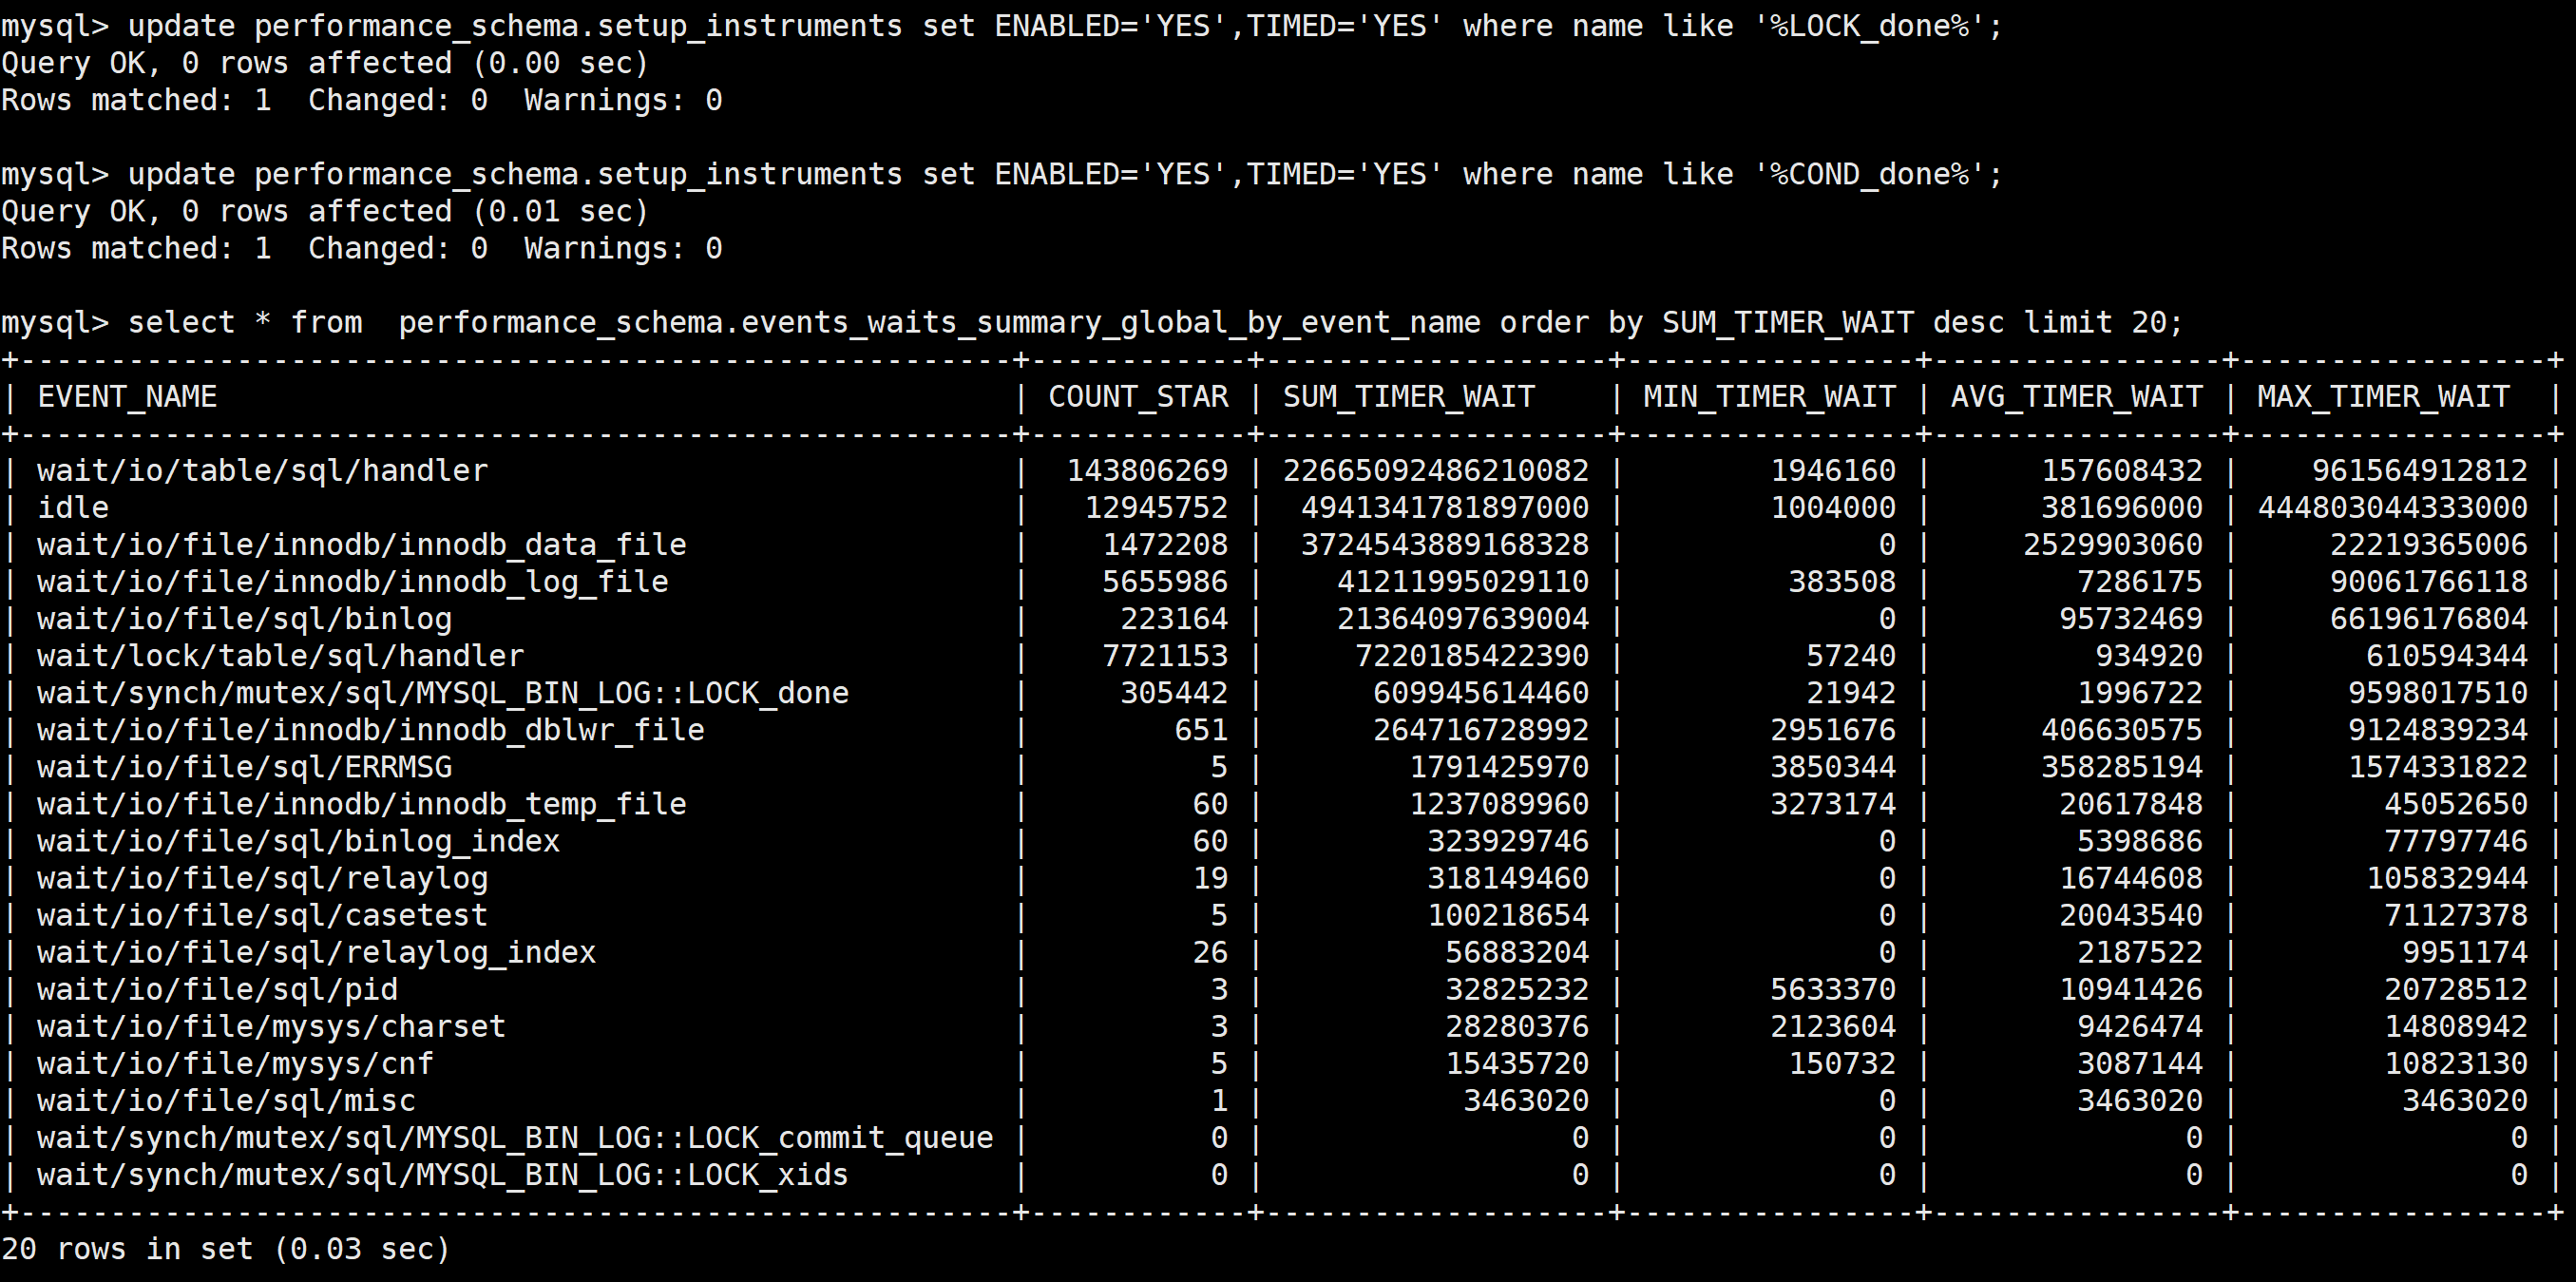 mysql> update performance_schema.setup_instruments set ENABLED='YES',TIMED='YES' where name like '%LOCK_done%';
Query OK, 0 rows affected (0.00 sec)
Rows matched: 1  Changed: 0  Warnings: 0

mysql> update performance_schema.setup_instruments set ENABLED='YES',TIMED='YES' where name like '%COND_done%';
Query OK, 0 rows affected (0.01 sec)
Rows matched: 1  Changed: 0  Warnings: 0

mysql> select * from  performance_schema.events_waits_summary_global_by_event_name order by SUM_TIMER_WAIT desc limit 20;
+-------------------------------------------------------+------------+-------------------+----------------+----------------+-----------------+
| EVENT_NAME                                            | COUNT_STAR | SUM_TIMER_WAIT    | MIN_TIMER_WAIT | AVG_TIMER_WAIT | MAX_TIMER_WAIT  |
+-------------------------------------------------------+------------+-------------------+----------------+----------------+-----------------+
| wait/io/table/sql/handler                             |  143806269 | 22665092486210082 |        1946160 |      157608432 |    961564912812 |
| idle                                                  |   12945752 |  4941341781897000 |        1004000 |      381696000 | 444803044333000 |
| wait/io/file/innodb/innodb_data_file                  |    1472208 |  3724543889168328 |              0 |     2529903060 |     22219365006 |
| wait/io/file/innodb/innodb_log_file                   |    5655986 |    41211995029110 |         383508 |        7286175 |     90061766118 |
| wait/io/file/sql/binlog                               |     223164 |    21364097639004 |              0 |       95732469 |     66196176804 |
| wait/lock/table/sql/handler                           |    7721153 |     7220185422390 |          57240 |         934920 |       610594344 |
| wait/synch/mutex/sql/MYSQL_BIN_LOG::LOCK_done         |     305442 |      609945614460 |          21942 |        1996722 |      9598017510 |
| wait/io/file/innodb/innodb_dblwr_file                 |        651 |      264716728992 |        2951676 |      406630575 |      9124839234 |
| wait/io/file/sql/ERRMSG                               |          5 |        1791425970 |        3850344 |      358285194 |      1574331822 |
| wait/io/file/innodb/innodb_temp_file                  |         60 |        1237089960 |        3273174 |       20617848 |        45052650 |
| wait/io/file/sql/binlog_index                         |         60 |         323929746 |              0 |        5398686 |        77797746 |
| wait/io/file/sql/relaylog                             |         19 |         318149460 |              0 |       16744608 |       105832944 |
| wait/io/file/sql/casetest                             |          5 |         100218654 |              0 |       20043540 |        71127378 |
| wait/io/file/sql/relaylog_index                       |         26 |          56883204 |              0 |        2187522 |         9951174 |
| wait/io/file/sql/pid                                  |          3 |          32825232 |        5633370 |       10941426 |        20728512 |
| wait/io/file/mysys/charset                            |          3 |          28280376 |        2123604 |        9426474 |        14808942 |
| wait/io/file/mysys/cnf                                |          5 |          15435720 |         150732 |        3087144 |        10823130 |
| wait/io/file/sql/misc                                 |          1 |           3463020 |              0 |        3463020 |         3463020 |
| wait/synch/mutex/sql/MYSQL_BIN_LOG::LOCK_commit_queue |          0 |                 0 |              0 |              0 |               0 |
| wait/synch/mutex/sql/MYSQL_BIN_LOG::LOCK_xids         |          0 |                 0 |              0 |              0 |               0 |
+-------------------------------------------------------+------------+-------------------+----------------+----------------+-----------------+
20 rows in set (0.03 sec)